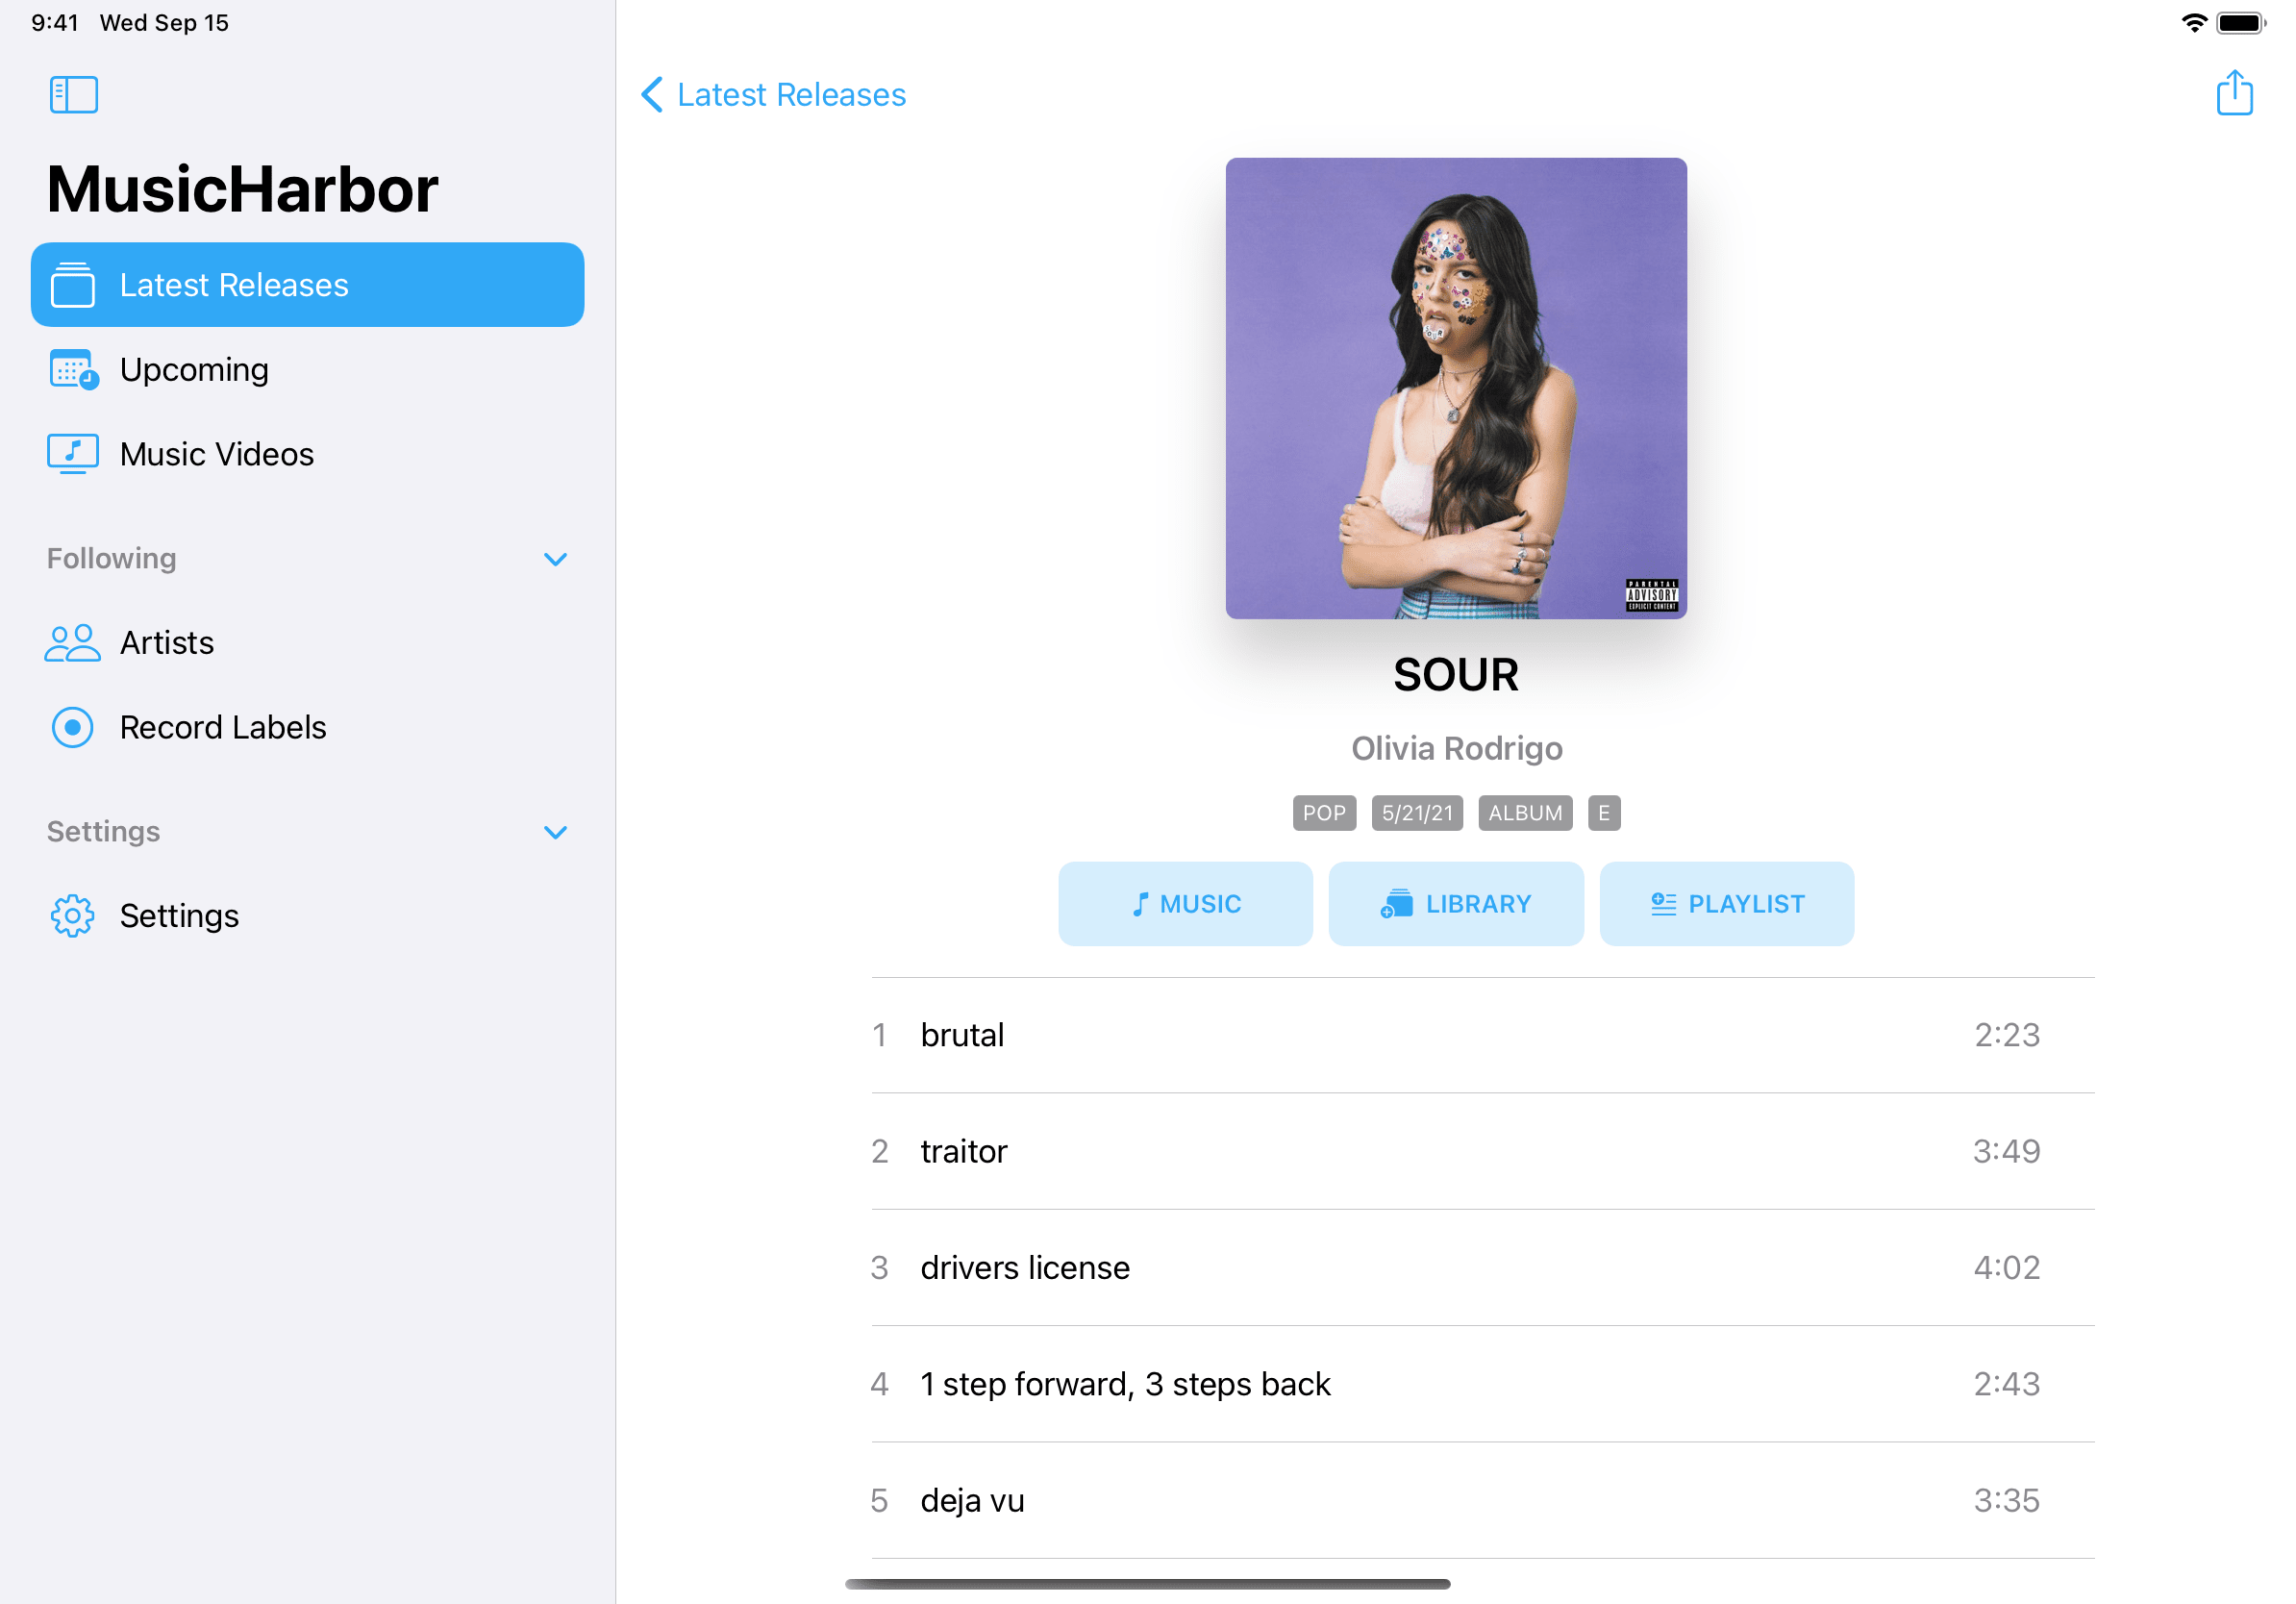 9:41 Wed Sep 15
MusicHarbor
Latest Releases
Upcoming
Music Videos
Following
Artists
Record Labels
Settings
Settings
Latest Releases
PARENTAL
ADVISORY
EXPLICIT CONTENT
SOUR
Olivia Rodrigo
POP 5/21/21 ALBUM E
MUSIC LIBRARY PLAYLIST
1 brutal 2:23
2 traitor 3:49
3 drivers license 4:02
4 1 step forward, 3 steps back 2:43
5 deja vu 3:35